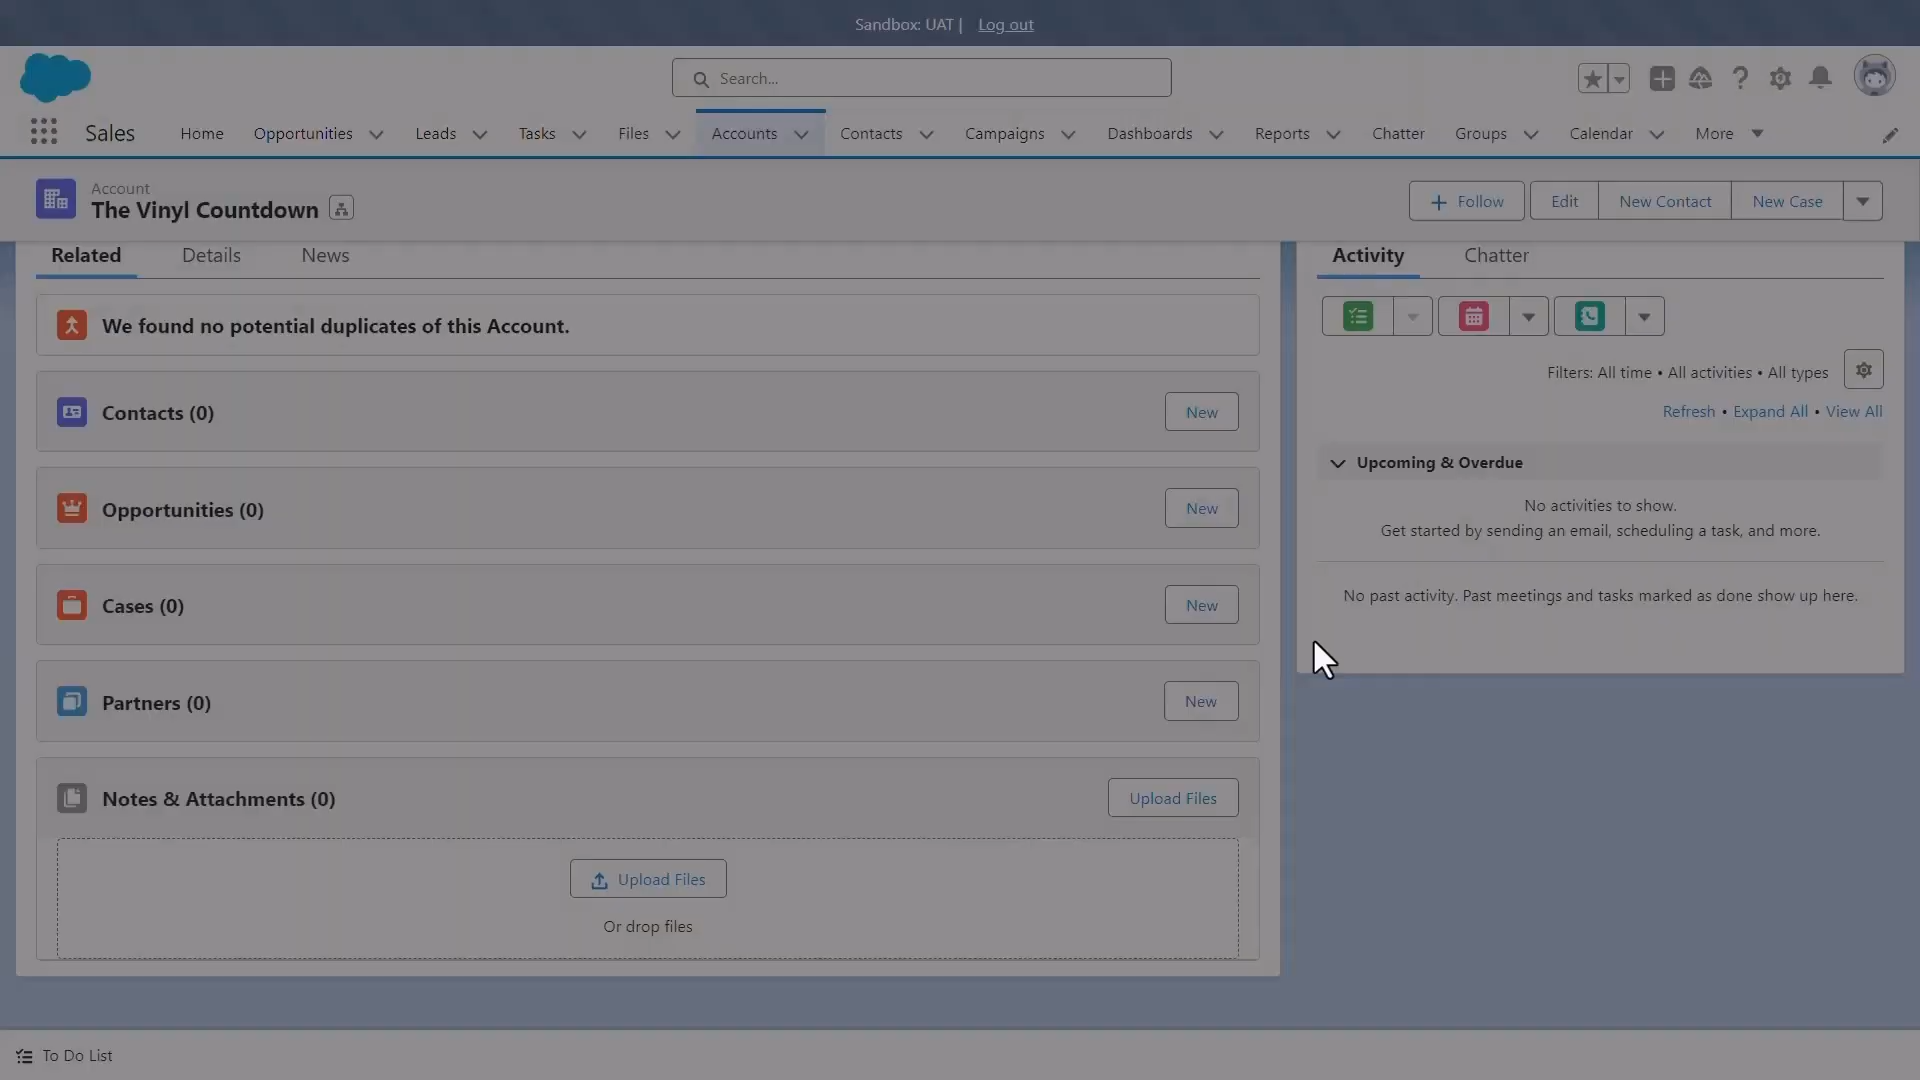 Sandbox: UAT |   Log out
Search...
Sales
Home
Opportunities
Leads
Tasks
Files
Accounts
Contacts
Campaigns
Dashboards
Reports
Chatter
Groups
Calendar
More
Account
The Vinyl Countdown
Follow
Edit
New Contact
New Case
Related
Details
News
We found no potential duplicates of this Account.
Contacts (0)
New
Opportunities (0)
New
Cases (0)
New
Partners (0)
New
Notes & Attachments (0)
Upload Files
Upload Files
Or drop files
Activity
Chatter
Filters: All time • All activities • All types
Refresh • Expand All • View All
Upcoming & Overdue
No activities to show.
Get started by sending an email, scheduling a task, and more.
No past activity. Past meetings and tasks marked as done show up here.
To Do List